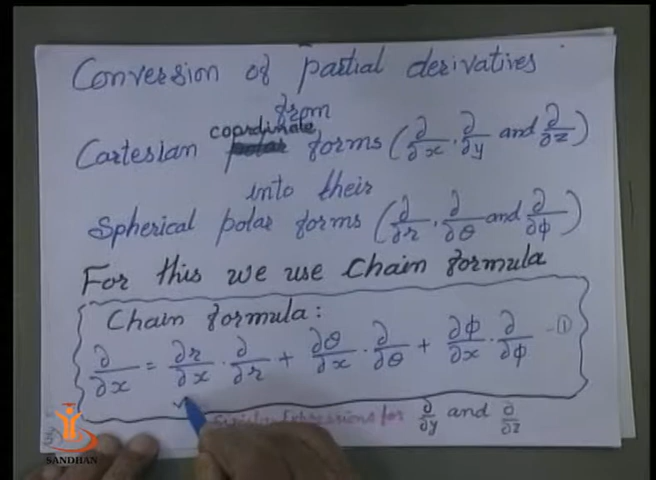 Conversion of partial derivatives
from
Cartesian coordinate forms (∂/∂x, ∂/∂y and ∂/∂z)
into their
Spherical polar forms (∂/∂r, ∂/∂θ and ∂/∂ϕ)
For this we use Chain formula
Chain formula:
∂/∂x = ∂r/∂x · ∂/∂r + ∂θ/∂x · ∂/∂θ + ∂ϕ/∂x · ∂/∂ϕ -①
Expressions for ∂/∂y and ∂/∂z
SANDHAN